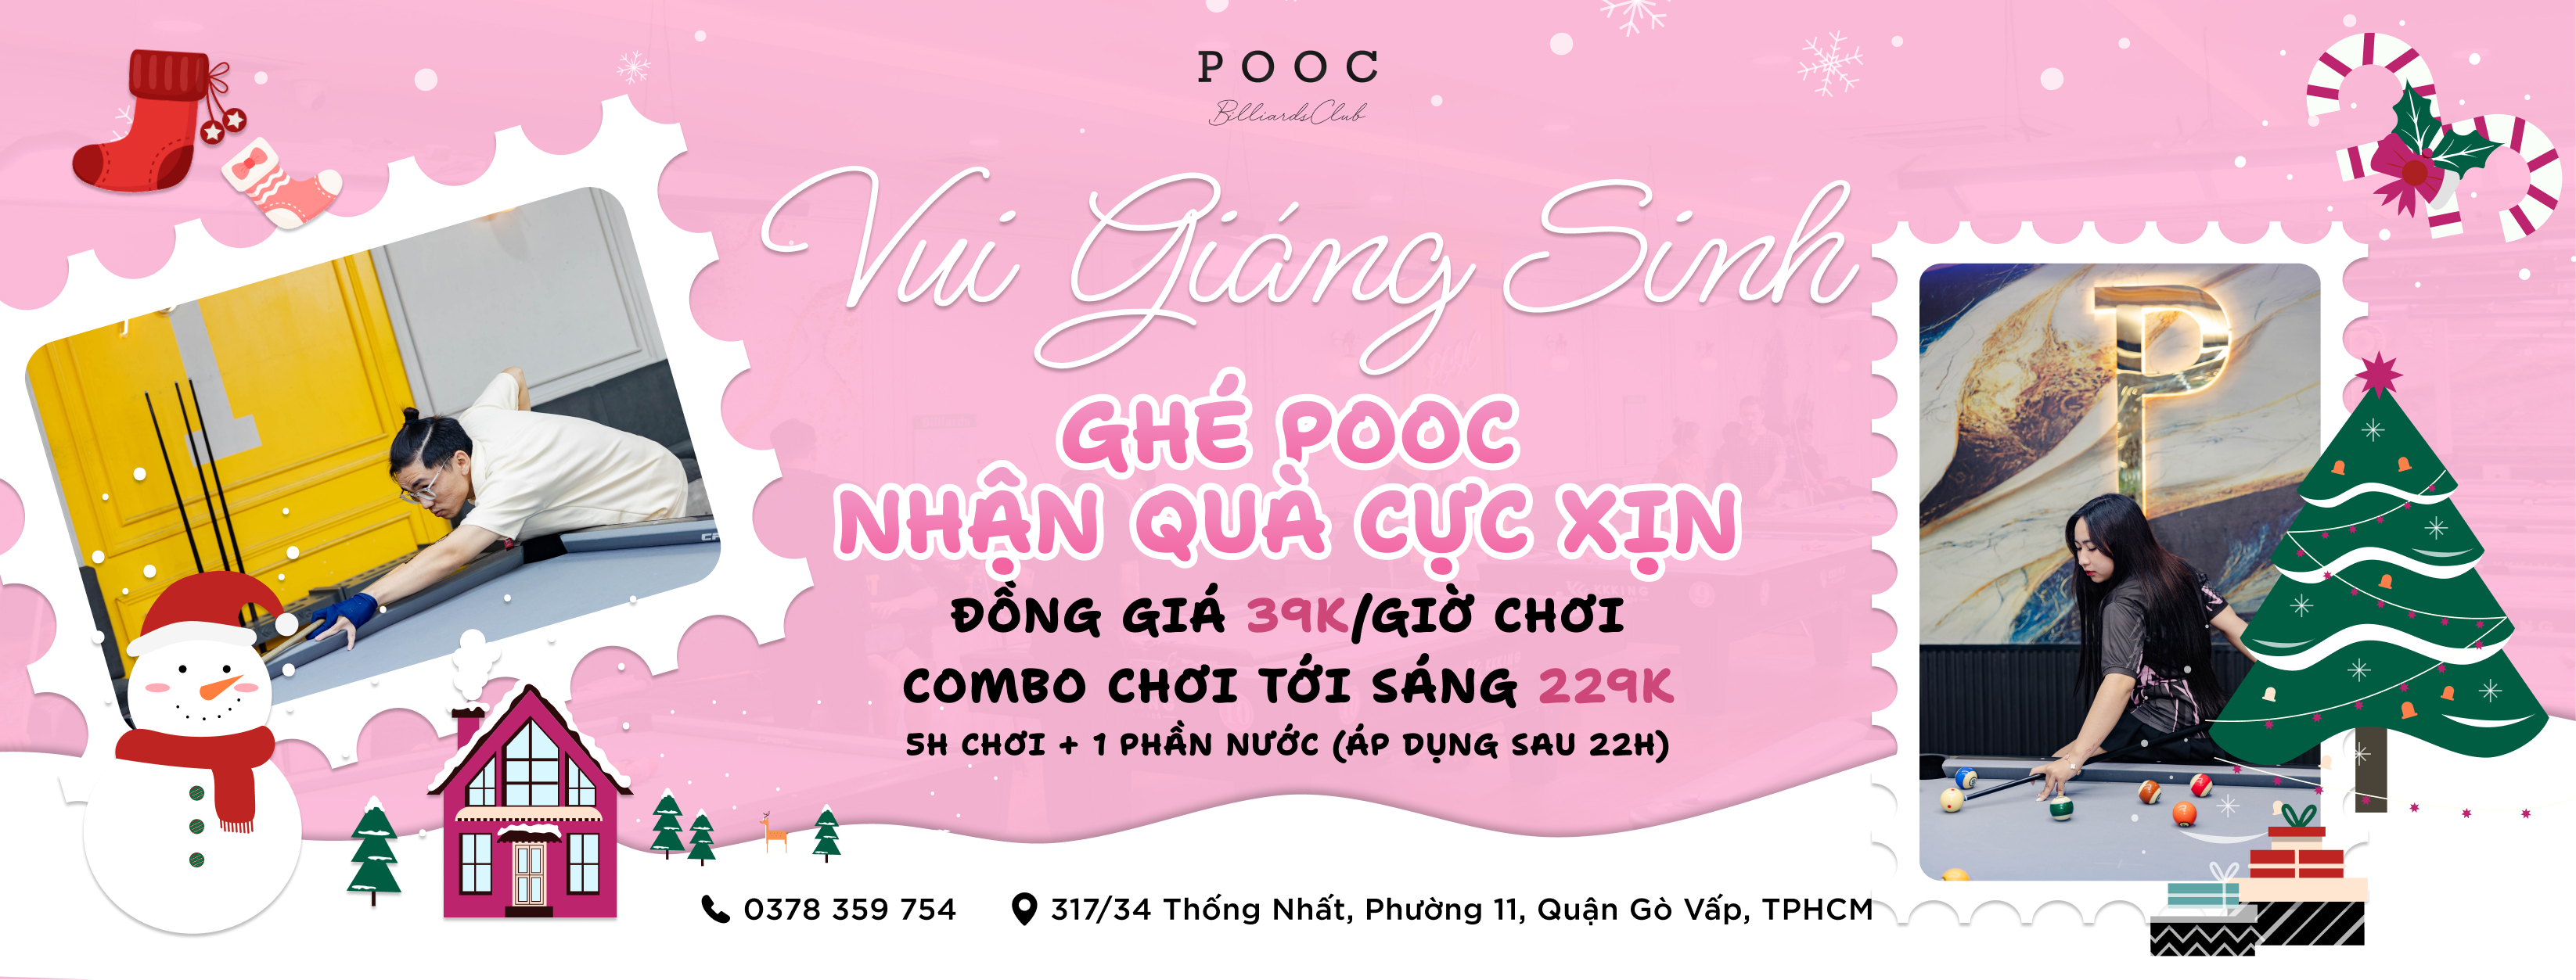 POOC
BilliardsClub
Vui Giáng Sinh
GHÉ POOC
NHẬN QUÀ CỰC XỊN
ĐỒNG GIÁ 39K/GIỜ CHƠI
COMBO CHƠI TỚI SÁNG 229K
5H CHƠI + 1 PHẦN NƯỚC (ÁP DỤNG SAU 22H)
0378 359 754
317/34 Thống Nhất, Phường 11, Quận Gò Vấp, TPHCM
P